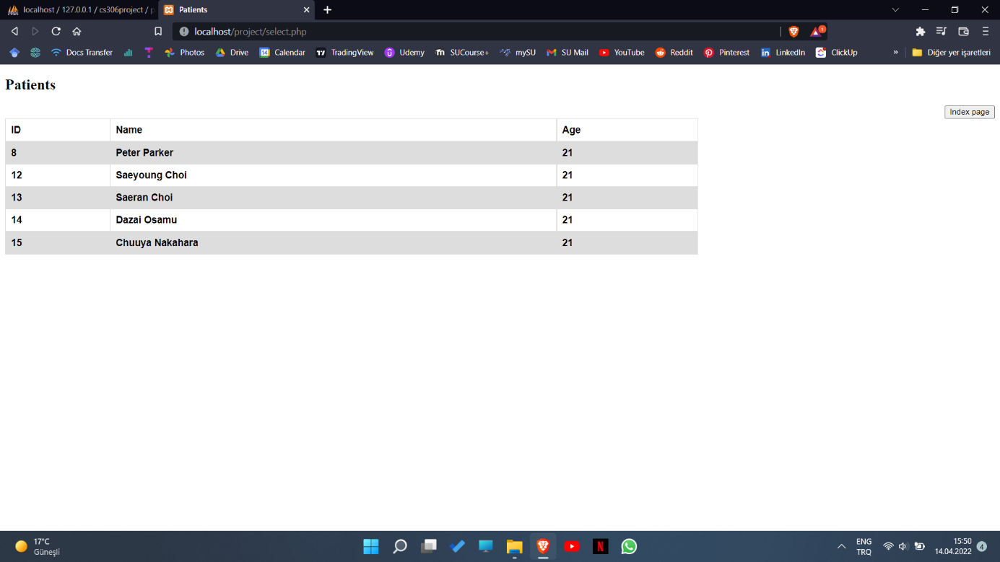 localhost / 127.0.0.1 / cs306project / p
Patients
localhost/project/select.php
1
Docs Transfer Photos Drive 14 Calendar TradingView Udemy SUCourse+ mySU SU Mail YouTube Reddit Pinterest LinkedIn ClickUp » Diğer yer işaretleri
Patients
Index page
ID Name Age
8 Peter Parker 21
12 Saeyoung Choi 21
13 Saeran Choi 21
14 Dazai Osamu 21
15 Chuuya Nakahara 21
17°C
Güneşli
ENG
TRQ
15:50
14.04.2022
4